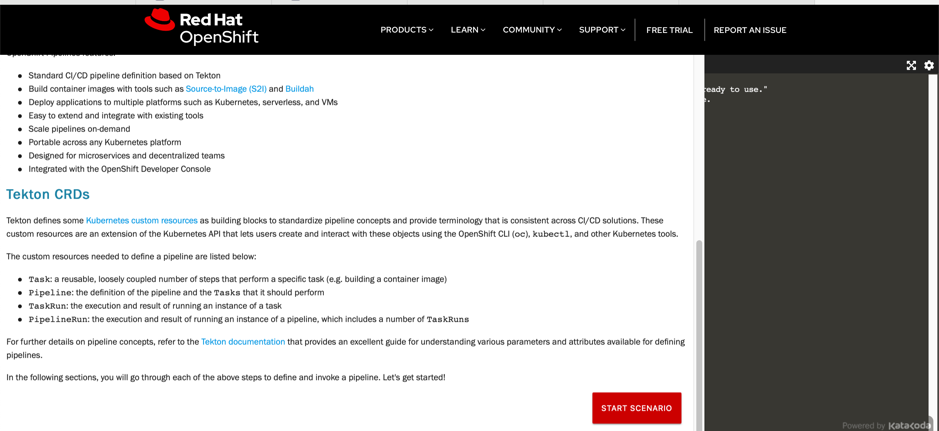 Red Hat
OpenShift
PRODUCTS
LEARN
COMMUNITY
SUPPORT
FREE TRIAL
REPORT AN ISSUE
OpenShift Pipelines features:
Standard CI/CD pipeline definition based on Tekton
Build container images with tools such as Source-to-Image (S2I) and Buildah
Deploy applications to multiple platforms such as Kubernetes, serverless, and VMs
Easy to extend and integrate with existing tools
Scale pipelines on-demand
Portable across any Kubernetes platform
Designed for microservices and decentralized teams
Integrated with the OpenShift Developer Console
Tekton CRDs
Tekton defines some Kubernetes custom resources as building blocks to standardize pipeline concepts and provide terminology that is consistent across CI/CD solutions. These
custom resources are an extension of the Kubernetes API that lets users create and interact with these objects using the OpenShift CLI (oc), kubectl, and other Kubernetes tools.
The custom resources needed to define a pipeline are listed below:
Task: a reusable, loosely coupled number of steps that perform a specific task (e.g. building a container image)
Pipeline: the definition of the pipeline and the Tasks that it should perform
TaskRun: the execution and result of running an instance of a task
PipelineRun: the execution and result of running an instance of a pipeline, which includes a number of TaskRuns
For further details on pipeline concepts, refer to the Tekton documentation that provides an excellent guide for understanding various parameters and attributes available for defining
pipelines.
In the following sections, you will go through each of the above steps to define and invoke a pipeline. Let's get started!
START SCENARIO
ready to use."
e.
Powered by Katacoda